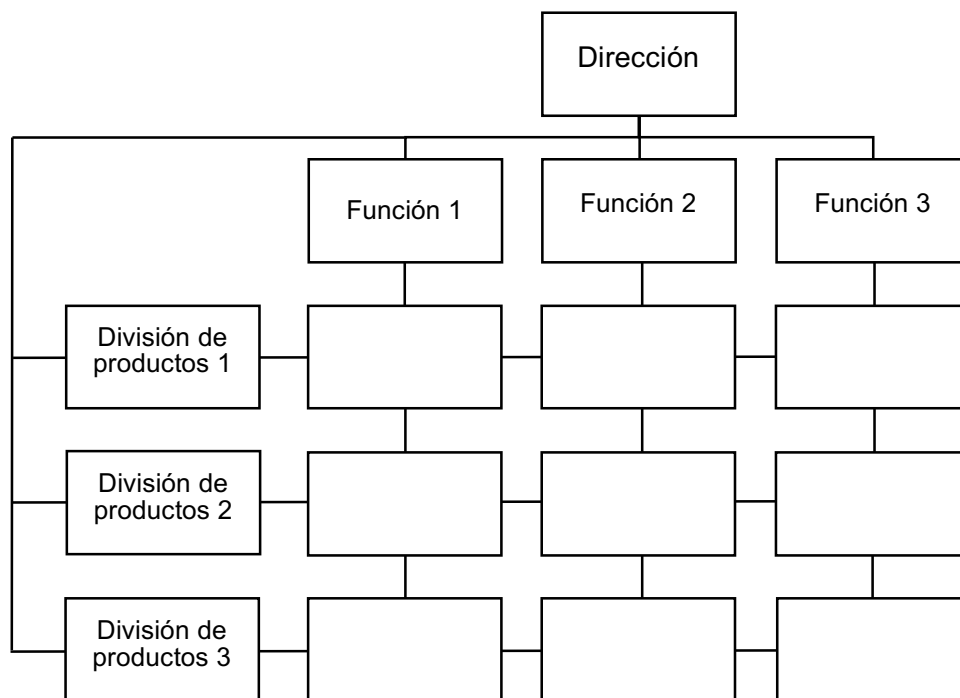 Dirección
Función 1
Función 2
Función 3
División de
productos 1
División de
productos 2
División de
productos 3